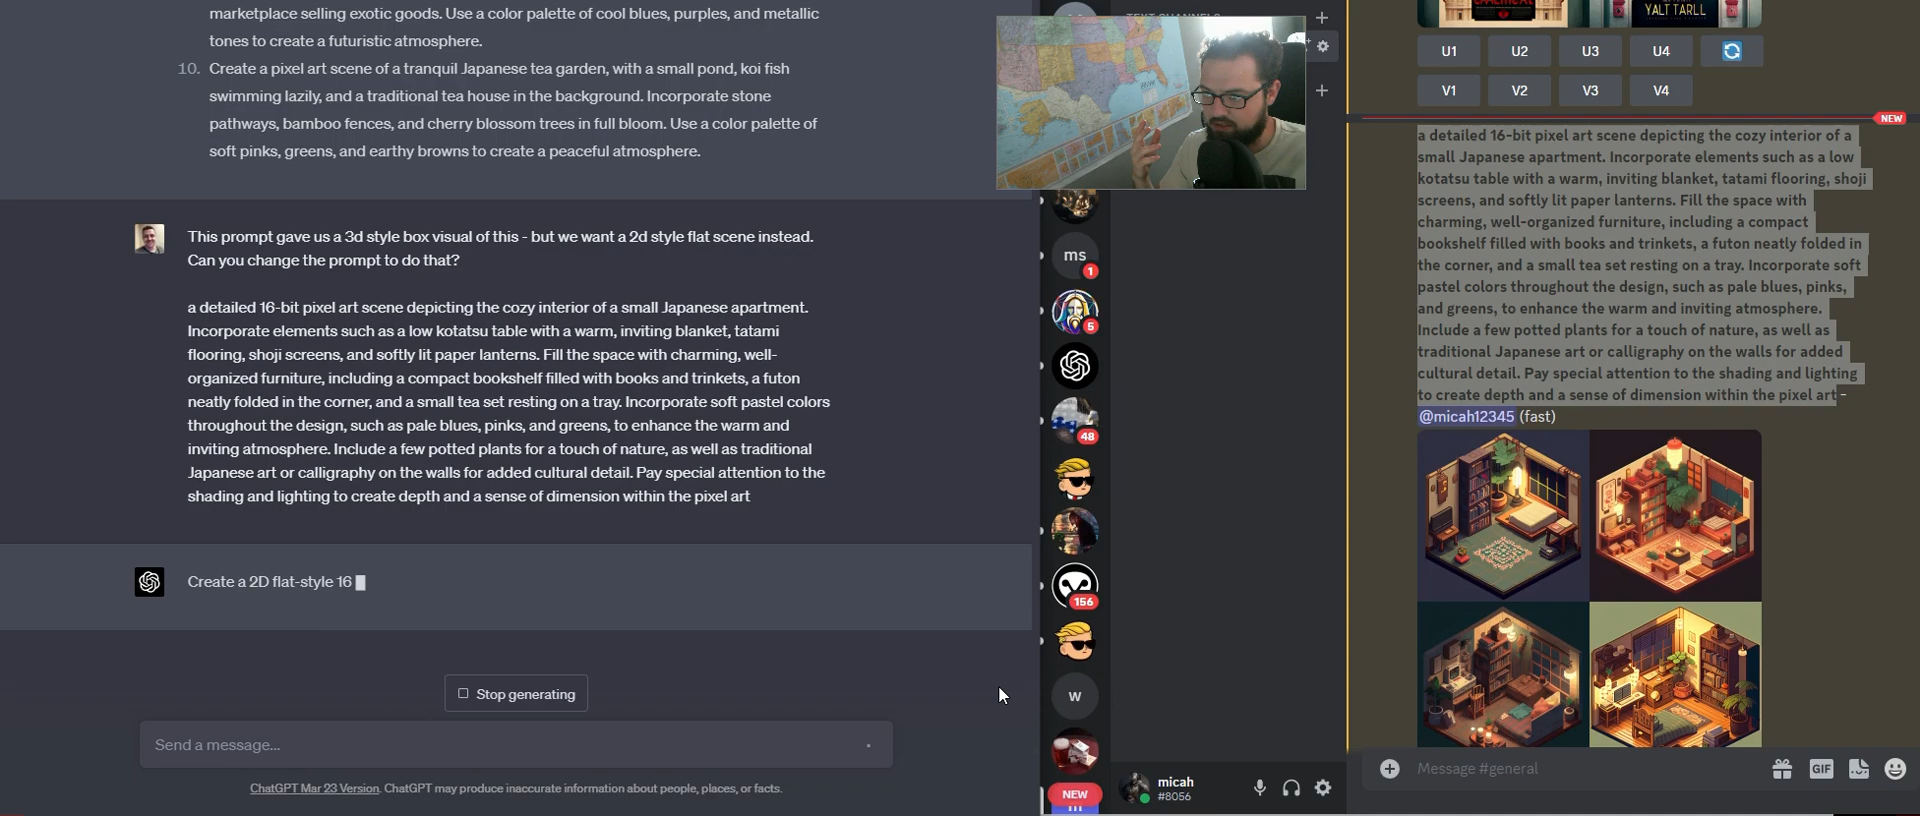 marketplace selling exotic goods. Use a color palette of cool blues, purples, and metallic
tones to create a futuristic atmosphere.
10. Create a pixel art scene of a tranquil Japanese tea garden, with a small pond, koi fish
swimming lazily, and a traditional tea house in the background. Incorporate stone
pathways, bamboo fences, and cherry blossom trees in full bloom. Use a color palette of
soft pinks, greens, and earthy browns to create a peaceful atmosphere.
This prompt gave us a 3d style box visual of this - but we want a 2d style flat scene instead.
Can you change the prompt to do that?
a detailed 16-bit pixel art scene depicting the cozy interior of a small Japanese apartment.
Incorporate elements such as a low kotatsu table with a warm, inviting blanket, tatami
flooring, shoji screens, and softly lit paper lanterns. Fill the space with charming, well-
organized furniture, including a compact bookshelf filled with books and trinkets, a futon
neatly folded in the corner, and a small tea set resting on a tray. Incorporate soft pastel colors
throughout the design, such as pale blues, pinks, and greens, to enhance the warm and
inviting atmosphere. Include a few potted plants for a touch of nature, as well as traditional
Japanese art or calligraphy on the walls for added cultural detail. Pay special attention to the
shading and lighting to create depth and a sense of dimension within the pixel art
Create a 2D flat-style 16
Stop generating
Send a message...
ChatGPT Mar 23 Version. ChatGPT may produce inaccurate information about people, places, or facts.
TEXT CHANNELS
ms
1
5
48
156
W
NEW
micah
#8056
YALT TARLL
U1 U2 U3 U4
V1 V2 V3 V4
NEW
a detailed 16-bit pixel art scene depicting the cozy interior of a
small Japanese apartment. Incorporate elements such as a low
kotatsu table with a warm, inviting blanket, tatami flooring, shoji
screens, and softly lit paper lanterns. Fill the space with
charming, well-organized furniture, including a compact
bookshelf filled with books and trinkets, a futon neatly folded in
the corner, and a small tea set resting on a tray. Incorporate soft
pastel colors throughout the design, such as pale blues, pinks,
and greens, to enhance the warm and inviting atmosphere.
Include a few potted plants for a touch of nature, as well as
traditional Japanese art or calligraphy on the walls for added
cultural detail. Pay special attention to the shading and lighting
to create depth and a sense of dimension within the pixel art -
@micah12345 (fast)
Message #general
GIF